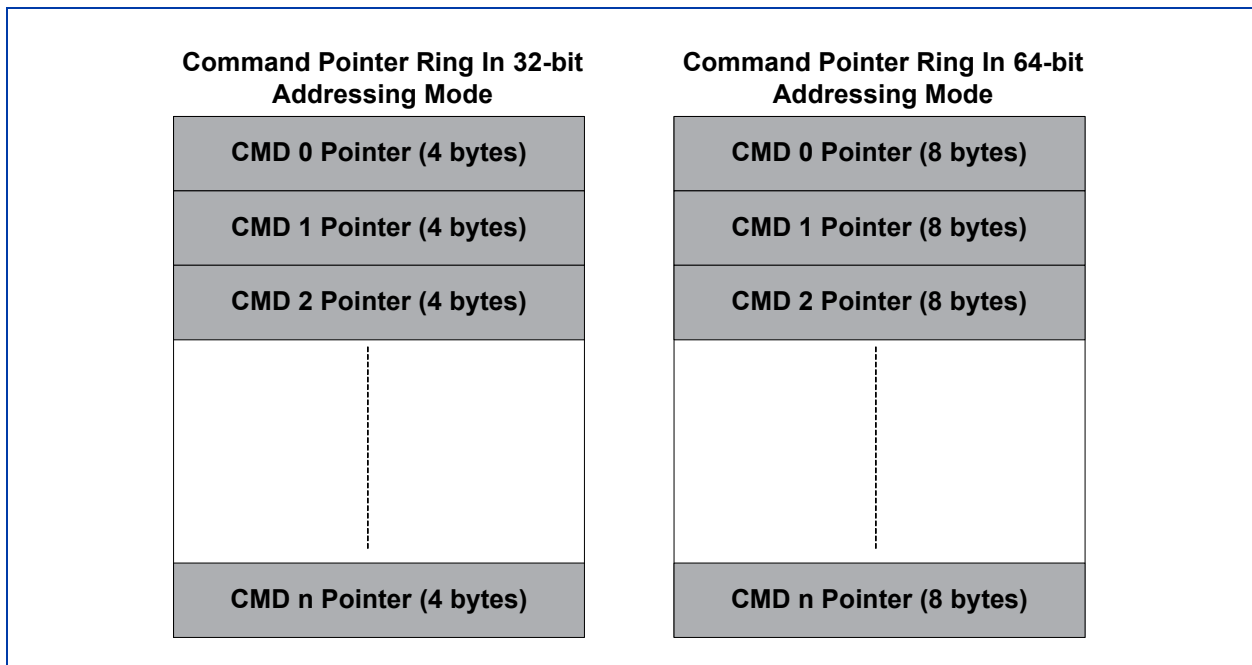 Command Pointer Ring In 32-bit
Addressing Mode
CMD 0 Pointer (4 bytes)
CMD 1 Pointer (4 bytes)
CMD 2 Pointer (4 bytes)
CMD n Pointer (4 bytes)
Command Pointer Ring In 64-bit
Addressing Mode
CMD 0 Pointer (8 bytes)
CMD 1 Pointer (8 bytes)
CMD 2 Pointer (8 bytes)
CMD n Pointer (8 bytes)